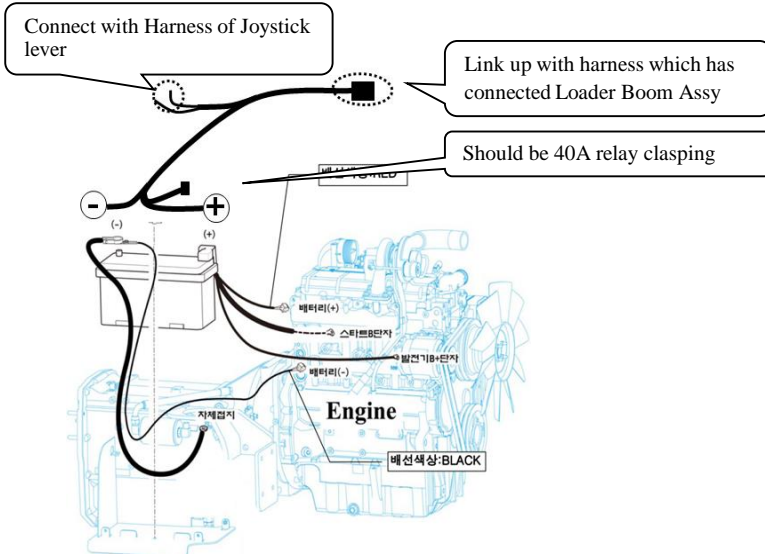 Connect with Harness of Joystick
lever
Link up with harness which has
connected Loader Boom Assy
Should be 40A relay clasping
-
+
(-)
(+)
배터리(+)
스타트B단자
발전기B+단자
배터리(-)
Engine
자체접지
배선색상:BLACK